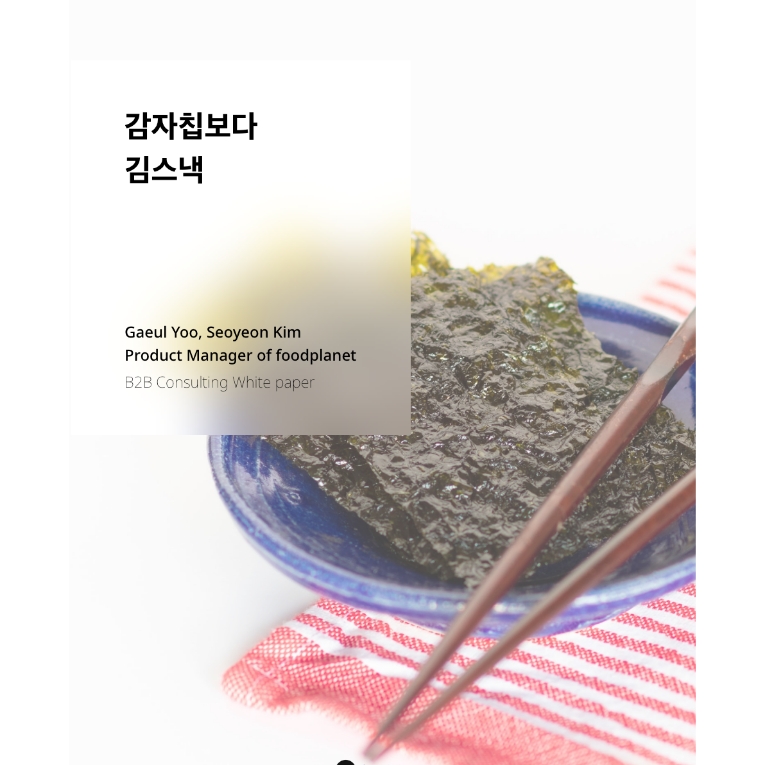 감자칩보다
김스낵
Gaeul Yoo, Seoyeon Kim
Product Manager of foodplanet
B2B Consulting White paper